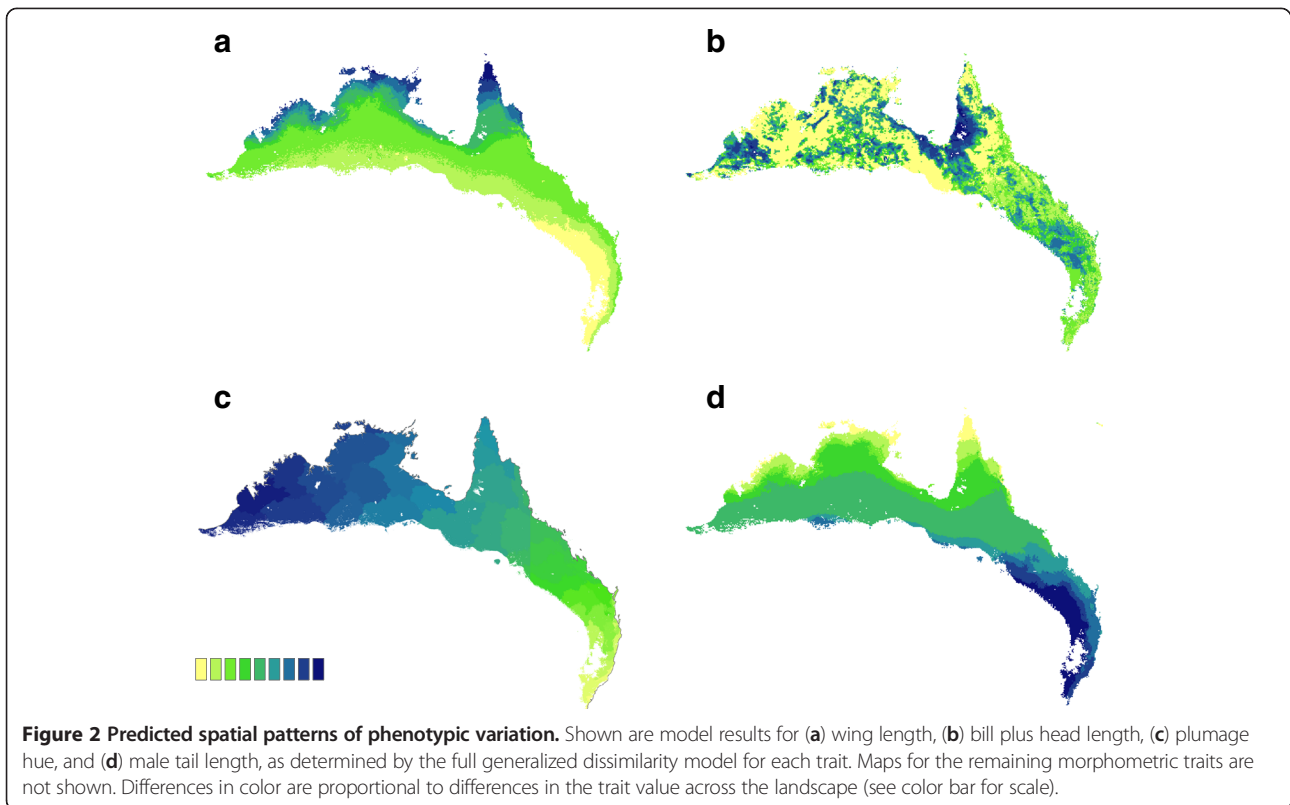 a
b
c
d
Figure 2 Predicted spatial patterns of phenotypic variation. Shown are model results for (a) wing length, (b) bill plus head length, (c) plumage
hue, and (d) male tail length, as determined by the full generalized dissimilarity model for each trait. Maps for the remaining morphometric traits are
not shown. Differences in color are proportional to differences in the trait value across the landscape (see color bar for scale).